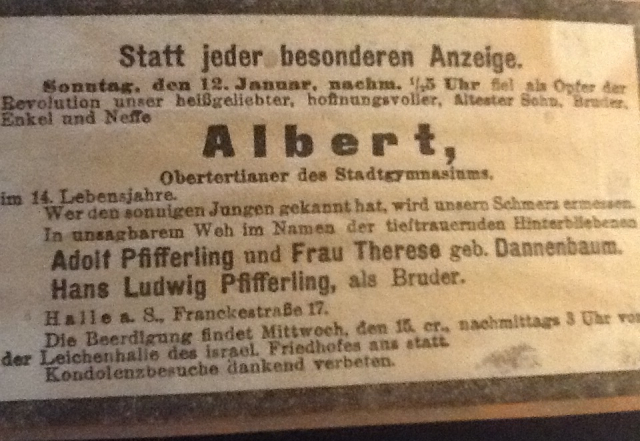 Statt jeder besonderen Anzeige.
Sonntag, den 12. Januar, nachm. ½5 Uhr fiel als Opfer der
Revolution unser heißgeliebter, hoffnungsvoller, ältester Sohn, Bruder,
Enkel und Neffe
Albert,
Obertertianer des Stadtgymnasiums,
im 14. Lebensjahre.
Wer den sonnigen Jungen gekannt hat, wird unsern Schmerz ermessen.
In unsagbarem Weh im Namen der tieftrauernden Hinterbliebenen
Adolf Pfifferling und Frau Therese geb. Dannenbaum.
Hans Ludwig Pfifferling, als Bruder.
Halle a. S., Franckestraße 17.
Die Beerdigung findet Mittwoch, den 15. cr., nachmittags 3 Uhr von
der Leichenhalle des israel. Friedhofes aus statt.
Kondolenzbesuche dankend verbeten.